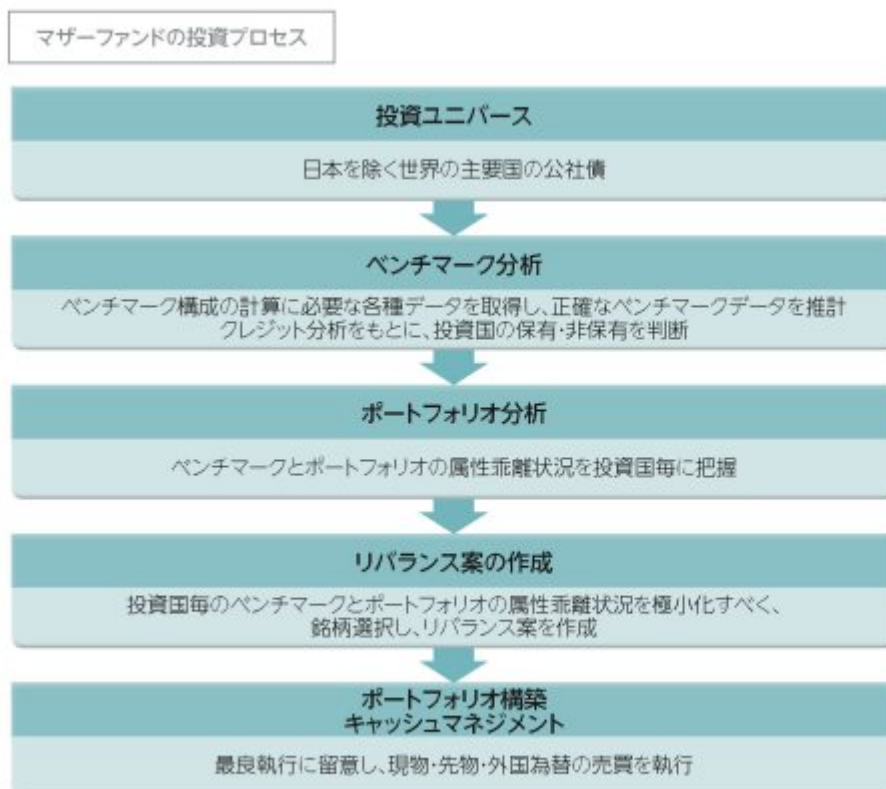 マザーファンドの投資プロセス
投資ユニバース
日本を除く世界の主要国の公社債
ベンチマーク分析
ベンチマーク構成の計算に必要な各種データを取得し、正確なベンチマークデータを推計
クレジット分析をもとに、投資国の保有・非保有を判断
ポートフォリオ分析
ベンチマークとポートフォリオの属性乖離状況を投資国毎に把握
リバランス案の作成
投資国毎のベンチマークとポートフォリオの属性乖離状況を極小化すべく、
銘柄選択し、リバランス案を作成
ポートフォリオ構築
キャッシュマネジメント
最良執行に留意し、現物・先物・外国為替の売買を執行